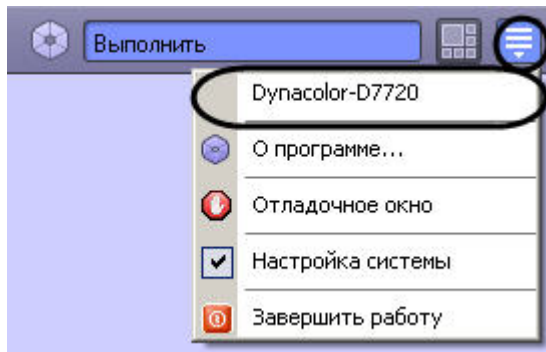 Выполнить
Dynacolor-D7720
О программе...
Отладочное окно
Настройка системы
Завершить работу